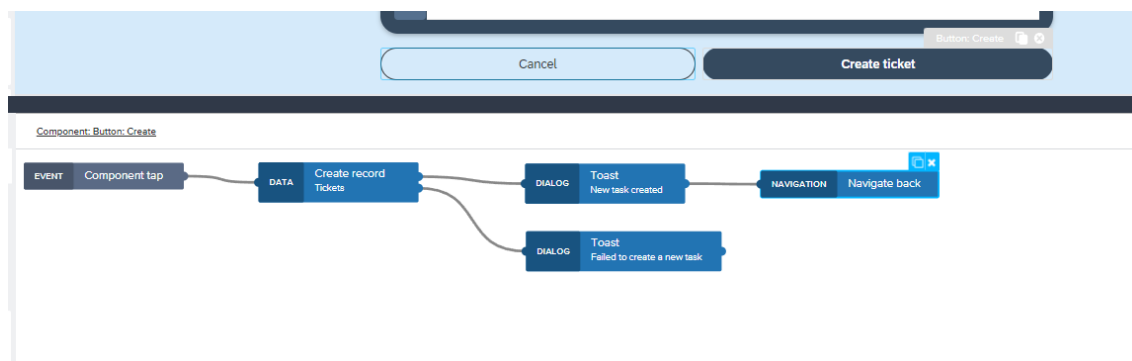 Button: Create
Cancel
Create ticket
Component: Button: Create
EVENT Component tap
DATA Create record
Tickets
DIALOG Toast
New task created
NAVIGATION Navigate back
DIALOG Toast
Failed to create a new task